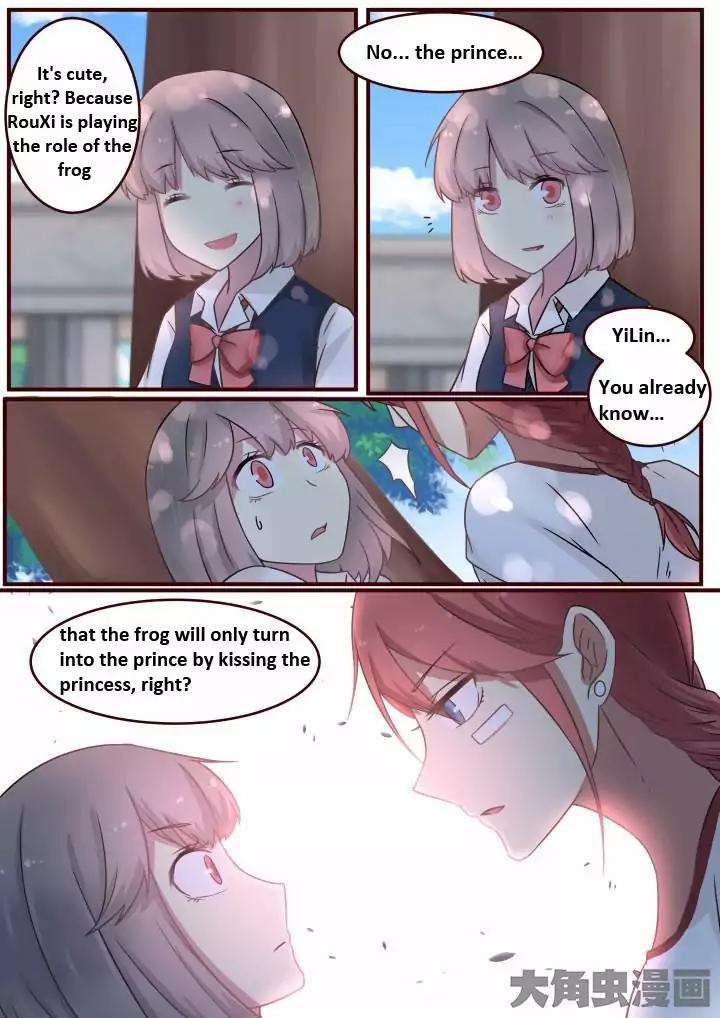 It's cute,
right? Because
RouXi is playing
the role of the
frog
No... the prince...
YiLin...
You already
know...
that the frog will only turn
into the prince by kissing the
princess, right?
大角虫漫画